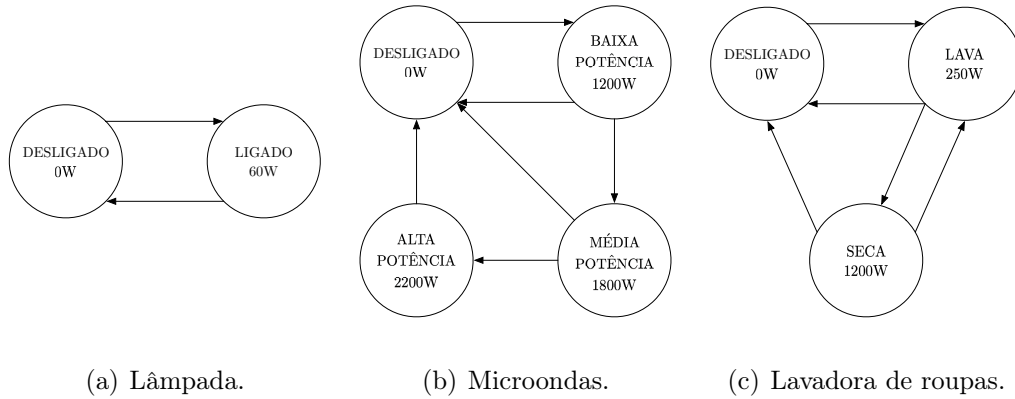 DESLIGADO
0W
LIGADO
60W
(a) Lâmpada.
DESLIGADO
0W
BAIXA
POTÊNCIA
1200W
ALTA
POTÊNCIA
2200W
MÉDIA
POTÊNCIA
1800W
(b) Microondas.
DESLIGADO
0W
LAVA
250W
SECA
1200W
(c) Lavadora de roupas.